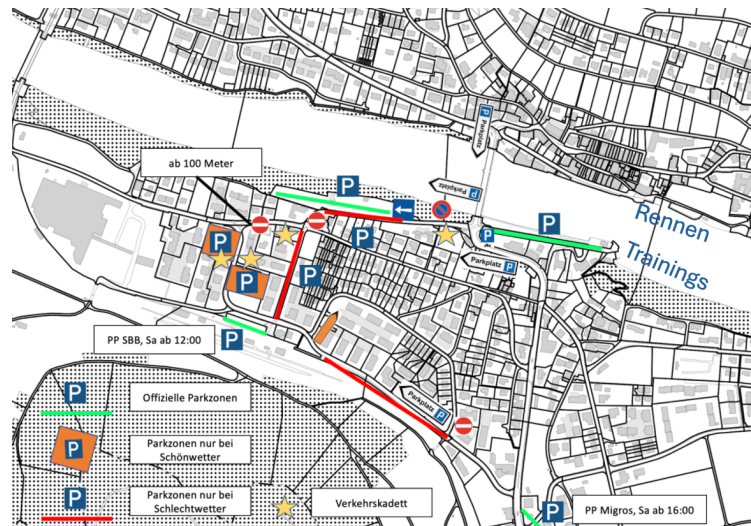 Parkplatz P
ab 100 Meter
Parkplatz P
P
P
P
P
P
Rennen
P
P
Trainings
Parkplatz P
P
PP SBB, Sa ab 12:00
P
P
Offizielle Parkzonen
Parkplatz P
P
Parkzonen nur bei
Schönwetter
P
Parkzonen nur bei
Schlechtwetter
Verkehrskadett
P
PP Migros, Sa ab 16:00